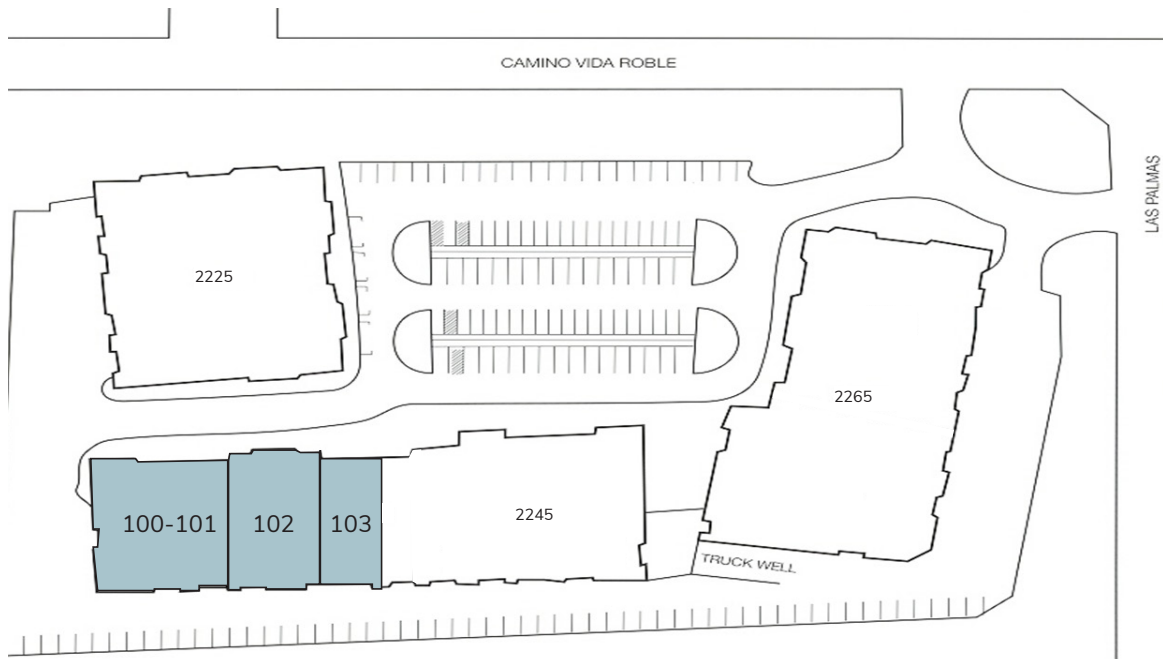 CAMINO VIDA ROBLE
LAS PALMAS
2225
2265
100-101
102
103
2245
TRUCK WELL